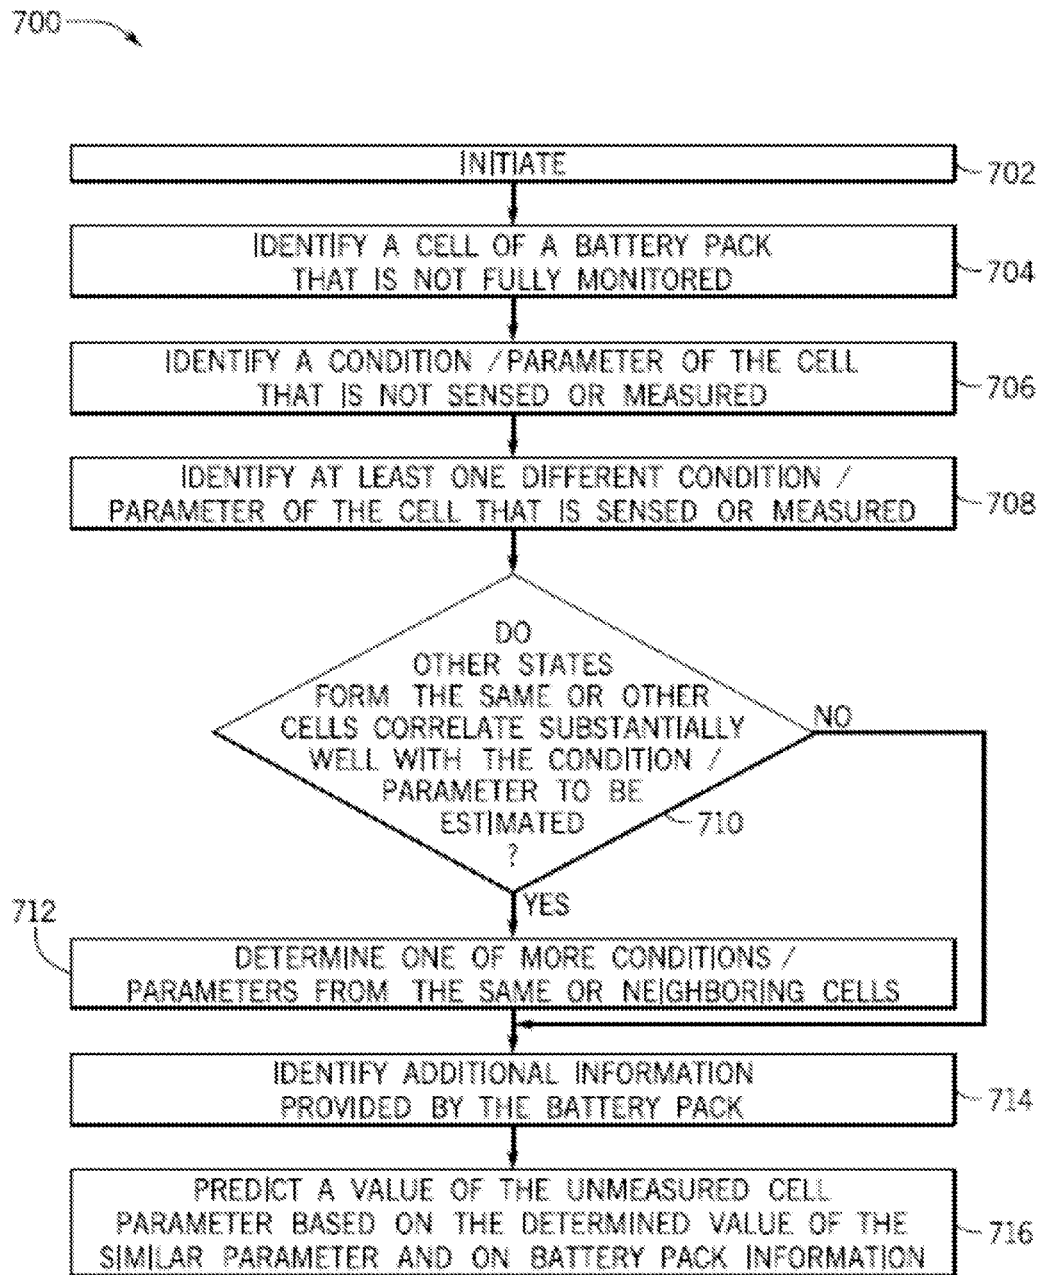 700
INITIATE
702
IDENTIFY A CELL OF A BATTERY PACK
THAT IS NOT FULLY MONITORED
704
IDENTIFY A CONDITION / PARAMETER OF THE CELL
THAT IS NOT SENSED OR MEASURED
706
IDENTIFY AT LEAST ONE DIFFERENT CONDITION /
PARAMETER OF THE CELL THAT IS SENSED OR MEASURED
708
DO
OTHER STATES
FORM THE SAME OR OTHER
CELLS CORRELATE SUBSTANTIALLY
WELL WITH THE CONDITION /
PARAMETER TO BE
ESTIMATED
?
NO
710
YES
712
DETERMINE ONE OF MORE CONDITIONS /
PARAMETERS FROM THE SAME OR NEIGHBORING CELLS
IDENTIFY ADDITIONAL INFORMATION
PROVIDED BY THE BATTERY PACK
714
PREDICT A VALUE OF THE UNMEASURED CELL
PARAMETER BASED ON THE DETERMINED VALUE OF THE
SIMILAR PARAMETER AND ON BATTERY PACK INFORMATION
716